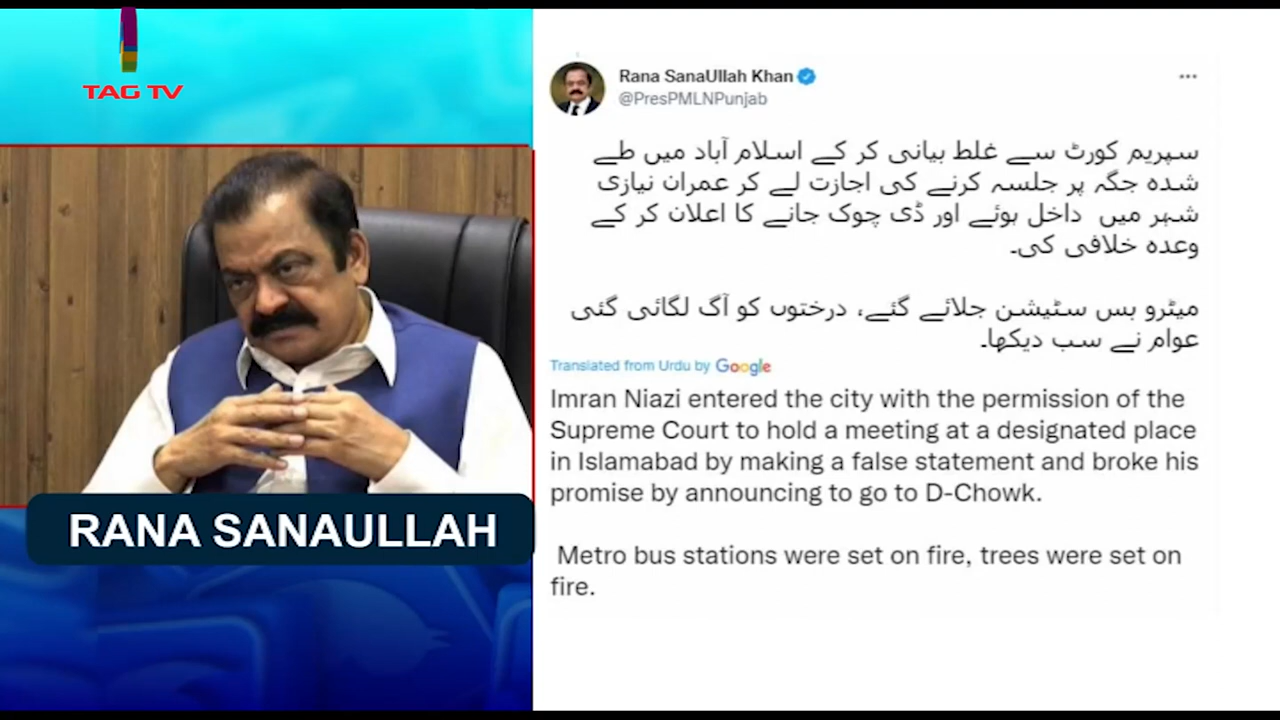 TAG TV
RANA SANAULLAH
Rana SanaUllah Khan
@PresPMLNPunjab
سپریم کورٹ سے غلط بیانی کر کے اسلام آباد میں طے
شدہ جگہ پر جلسہ کرنے کی اجازت لے کر عمران نیازی
شہر میں داخل ہوئے اور ڈی چوک جانے کا اعلان کر کے
وعدہ خلافی کی۔
میٹرو بس سٹیشن جلائے گئے، درختوں کو آگ لگائی گئی
عوام نے سب دیکھا۔
Translated from Urdu by Google
Imran Niazi entered the city with the permission of the
Supreme Court to hold a meeting at a designated place
in Islamabad by making a false statement and broke his
promise by announcing to go to D-Chowk.
Metro bus stations were set on fire, trees were set on
fire.